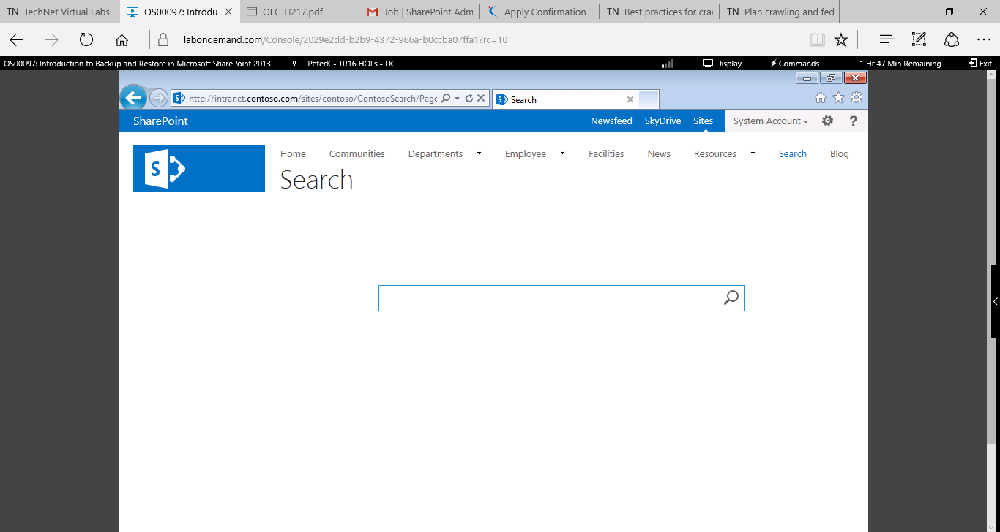 TN TechNet Virtual Labs OS00097: Introdu OFC-H217.pdf Job | SharePoint Adm Apply Confirmation TN Best practices for crav TN Plan crawling and fed
labondemand.com/Console/2029e2dd-b2b9-4372-966a-b0ccba07ffa1?rc=10
OS00097: Introduction to Backup and Restore in Microsoft SharePoint 2013 PeterK - TR16 HOLs - DC Display Commands 1 Hr 47 Min Remaining Exit
http://intranet.contoso.com/sites/contoso/ContosoSearch/Page Search
SharePoint Newsfeed SkyDrive Sites System Account ?
S Home Communities Departments Employee Facilities News Resources Search Blog
Search